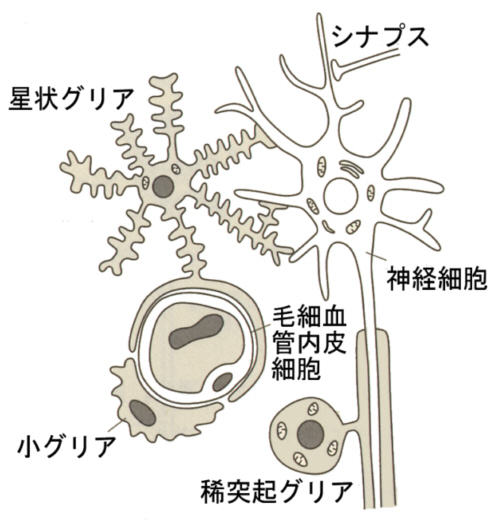 シナプス
星状グリア
神経細胞
毛細血
管内皮
細胞
小グリア
稀突起グリア